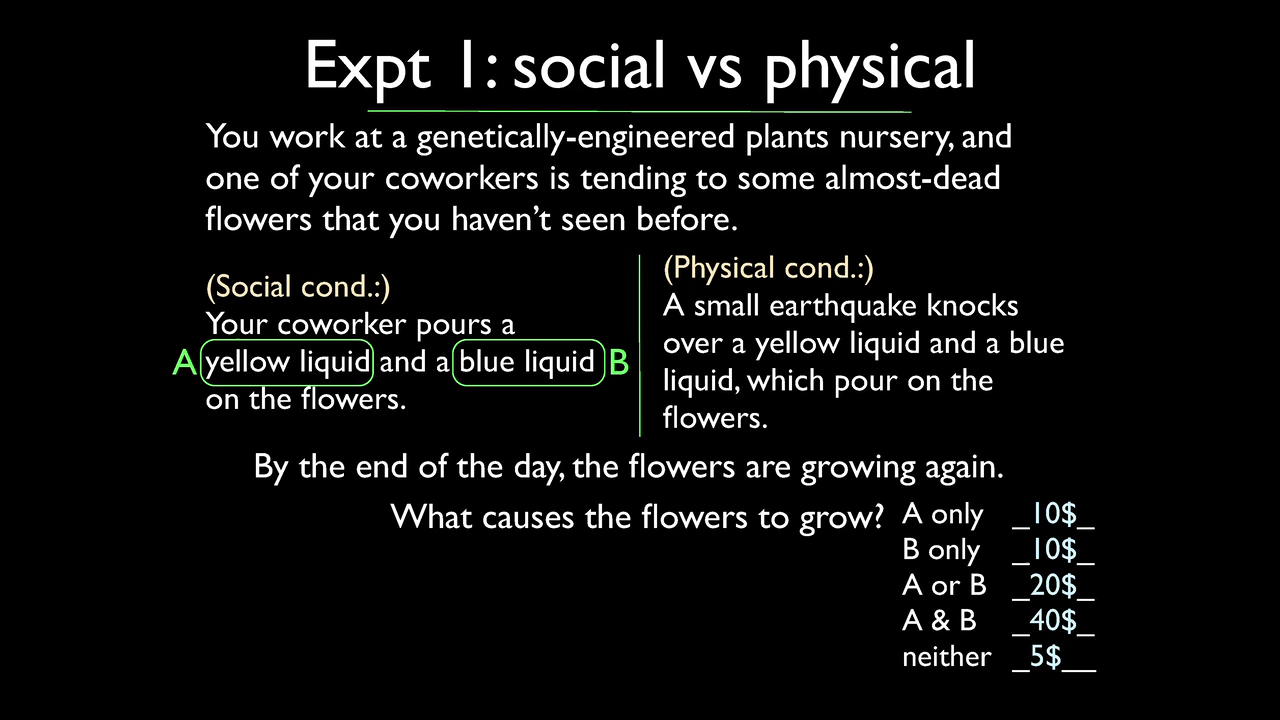 Expt 1: social vs physical
You work at a genetically-engineered plants nursery, and
one of your coworkers is tending to some almost-dead
flowers that you haven't seen before.
(Social cond.:)
Your coworker pours a
A yellow liquid and a blue liquid B
on the flowers.
(Physical cond.:)
A small earthquake knocks
over a yellow liquid and a blue
liquid, which pour on the
flowers.
By the end of the day, the flowers are growing again.
What causes the flowers to grow?
A only _10$_
B only _10$_
A or B _20$_
A & B _40$_
neither _5$__